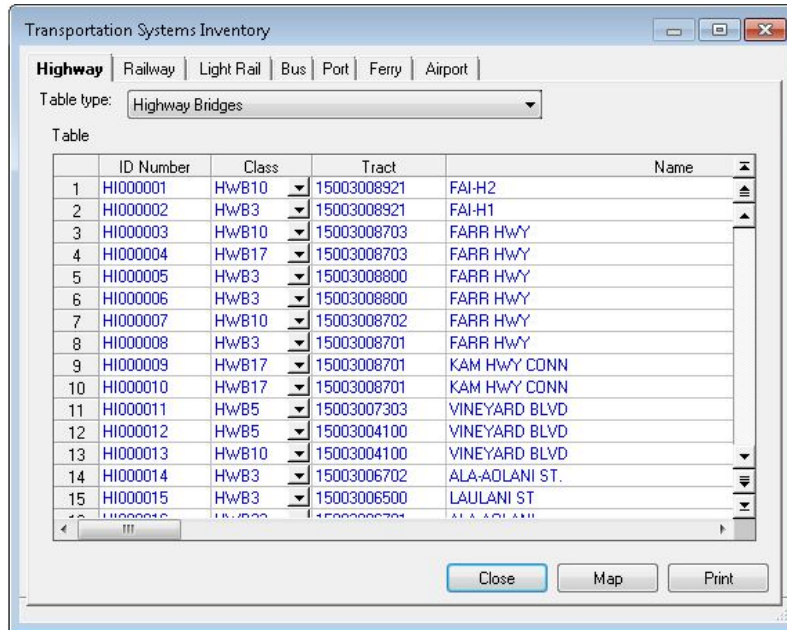 Transportation Systems Inventory
Highway Railway Light Rail Bus Port Ferry Airport
Table type: Highway Bridges
Table
ID Number Class Tract Name
1 HI000001 HWB10 15003008921 FAI-H2
2 HI000002 HWB3 15003008921 FAI-H1
3 HI000003 HWB10 15003008703 FARR HWY
4 HI000004 HWB17 15003008703 FARR HWY
5 HI000005 HWB3 15003008800 FARR HWY
6 HI000006 HWB3 15003008800 FARR HWY
7 HI000007 HWB10 15003008702 FARR HWY
8 HI000008 HWB3 15003008701 FARR HWY
9 HI000009 HWB17 15003008701 KAM HWY CONN
10 HI000010 HWB17 15003008701 KAM HWY CONN
11 HI000011 HWB5 15003007303 VINEYARD BLVD
12 HI000012 HWB5 15003004100 VINEYARD BLVD
13 HI000013 HWB10 15003004100 VINEYARD BLVD
14 HI000014 HWB3 15003006702 ALA-AOLANI ST.
15 HI000015 HWB3 15003006500 LAULANI ST
Close Map Print